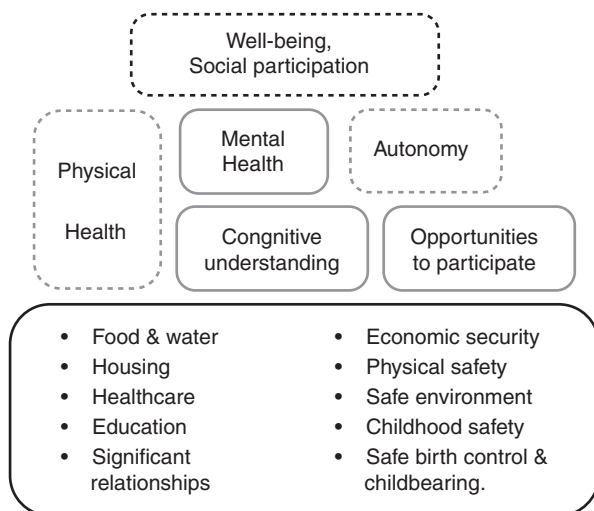 Well-being,
Social participation
Physical
Health
Mental
Health
Autonomy
Congnitive
understanding
Opportunities
to participate
• Food & water
• Housing
• Healthcare
• Education
• Significant
relationships
• Economic security
• Physical safety
• Safe environment
• Childhood safety
• Safe birth control &
childbearing.